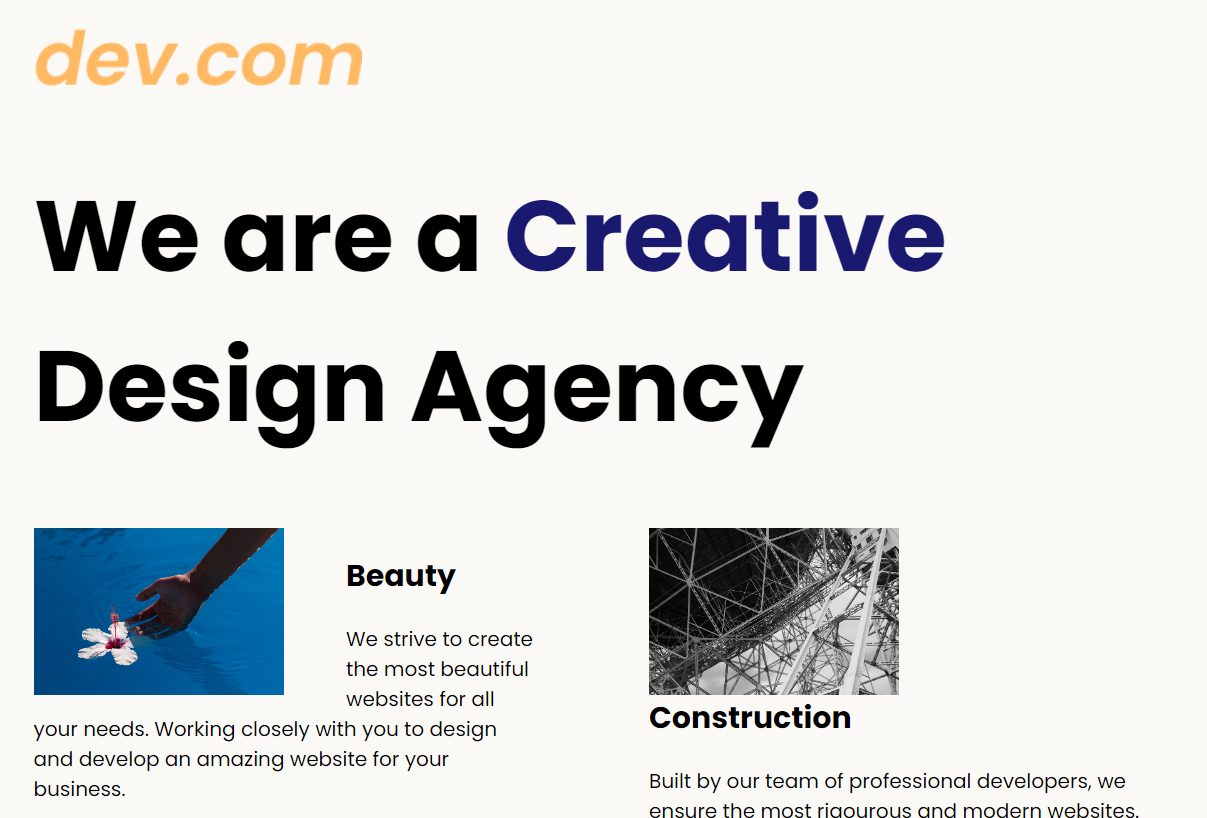 dev.com
We are a Creative
Design Agency
Beauty
We strive to create
the most beautiful
websites for all
your needs. Working closely with you to design
and develop an amazing website for your
business.
Construction
Built by our team of professional developers, we
ensure the most rigourous and modern websites.